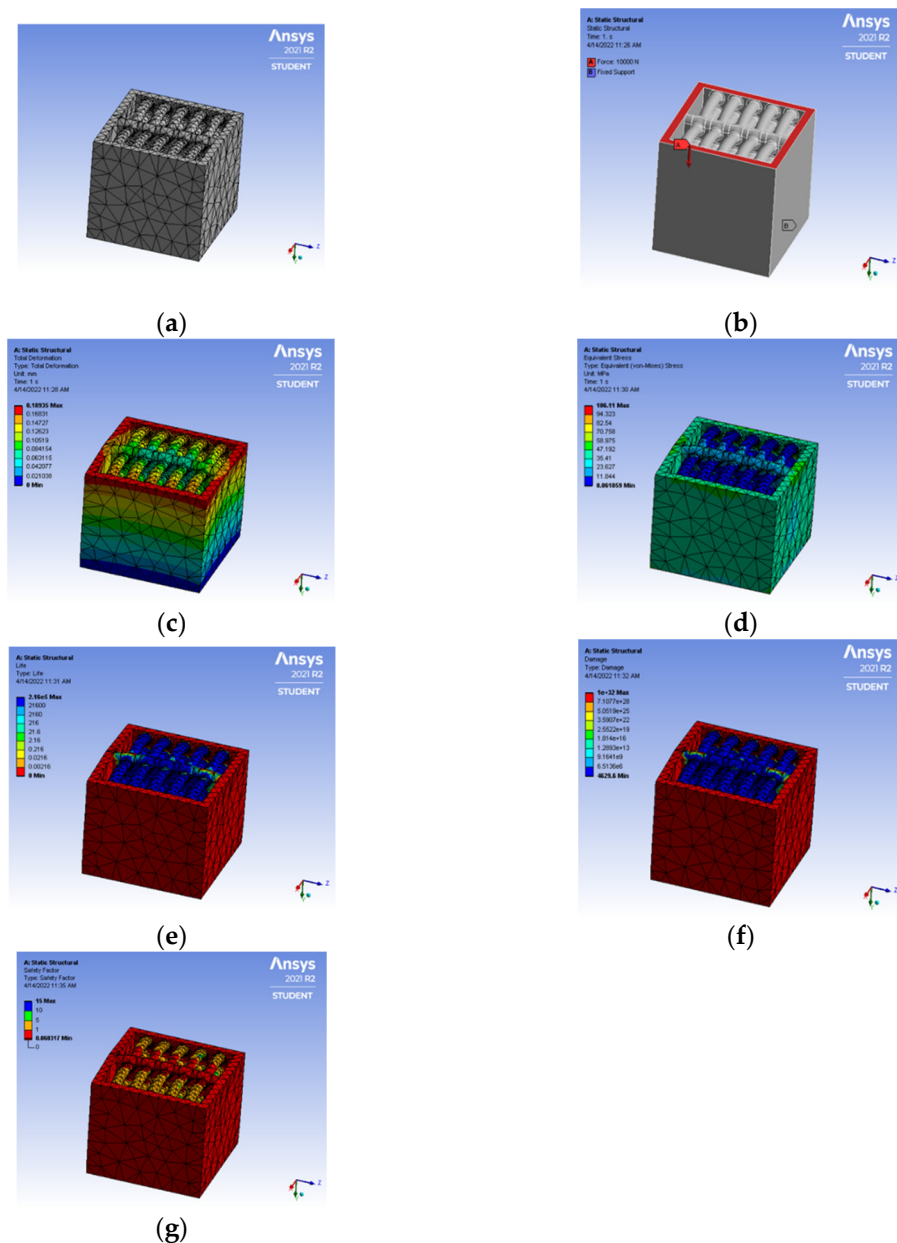 Ansys
2021 R2
STUDENT
(a)
A: Static Structural
Static Structural
Time: 1. s
4/14/2022 11:26 AM
A Force: 10000 N
B Fixed Support
Ansys
2021 R2
STUDENT
A
B
Z
(b)
A: Static Structural
Total Deformation
Type: Total Deformation
Unit: mm
Time: 1 s
4/14/2022 11:28 AM
0.18935 Max
0.16831
0.14727
0.12623
0.10519
0.084154
0.063115
0.042077
0.021038
0 Min
Ansys
2021 R2
STUDENT
Z
(c)
A: Static Structural
Equivalent Stress
Type: Equivalent (von-Mises) Stress
Unit: MPa
Time: 1 s
4/14/2022 11:30 AM
106.11 Max
94.323
82.54
70.758
58.975
47.192
35.41
23.627
11.844
Min
Ansys
2021 R2
STUDENT
Z
(d)
A: Static Structural
Life
Type: Life
4/14/2022 11:31 AM
2.16e5 Max
21600
2160
216
21.6
2.16
0.216
0.0216
0.00216
0 Min
Ansys
2021 R2
STUDENT
Z
(e)
A: Static Structural
Damage
Type: Damage
4/14/2022 11:32 AM
1e+32 Max
7.1077e+28
5.0519e+25
3.5907e+22
2.5522e+19
1.814e+16
1.2893e+13
9.1641e9
6.5136e6
4629.6 Min
Ansys
2021 R2
STUDENT
Z
(f)
A: Static Structural
Safety Factor
Type: Safety Factor
4/14/2022 11:35 AM
15 Max
10
5
1
Min
0
Ansys
2021 R2
STUDENT
Z
(g)